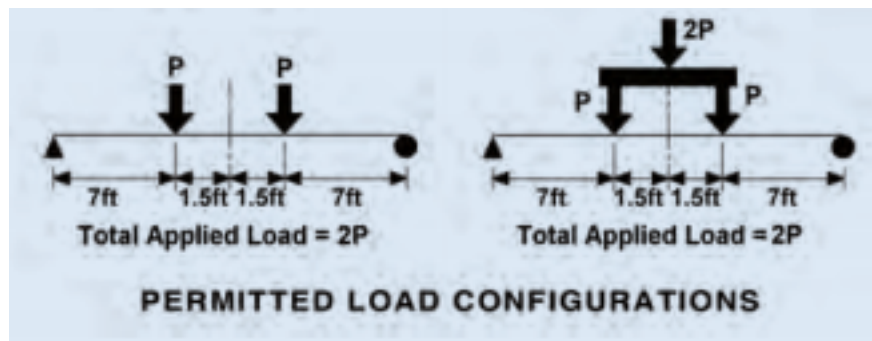 P P
7ft 1.5ft 1.5ft 7ft
Total Applied Load = 2P
2P
P P
7ft 1.5ft 1.5ft 7ft
Total Applied Load = 2P
PERMITTED LOAD CONFIGURATIONS